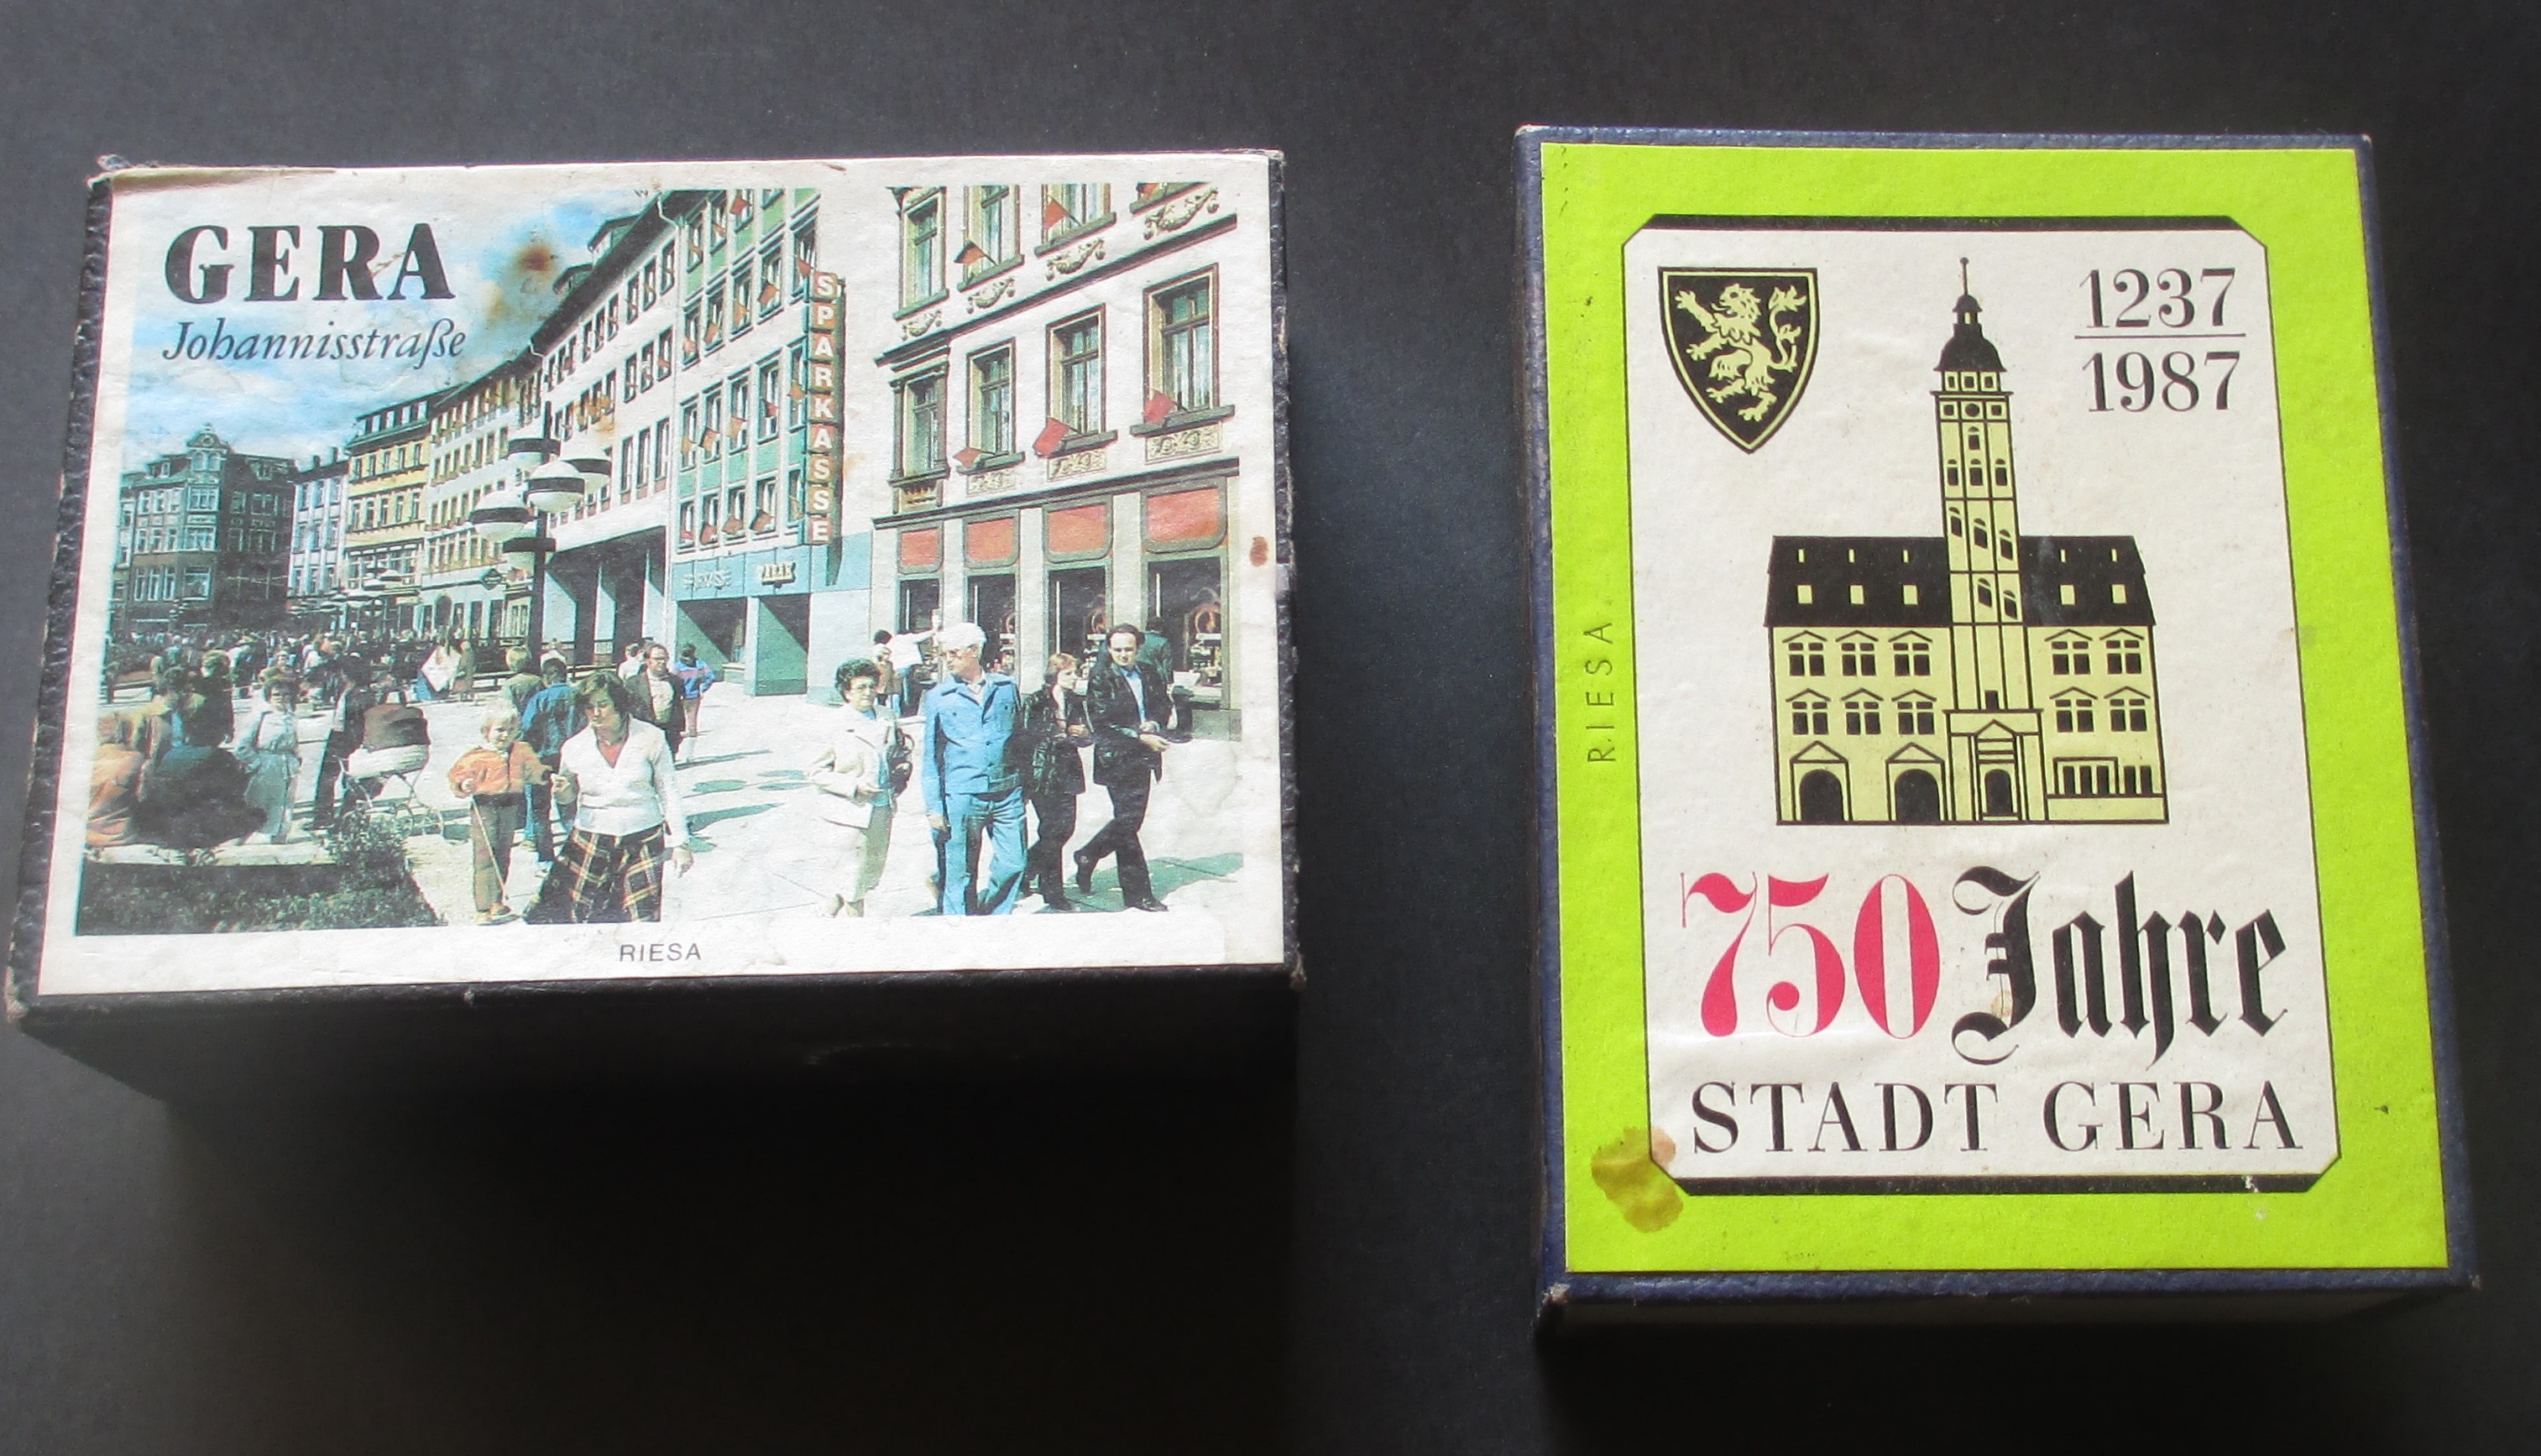 GERA
Johannisstraße
SPARKASSE
RIESA
1237
1987
RIESA
750 Jahre
STADT GERA